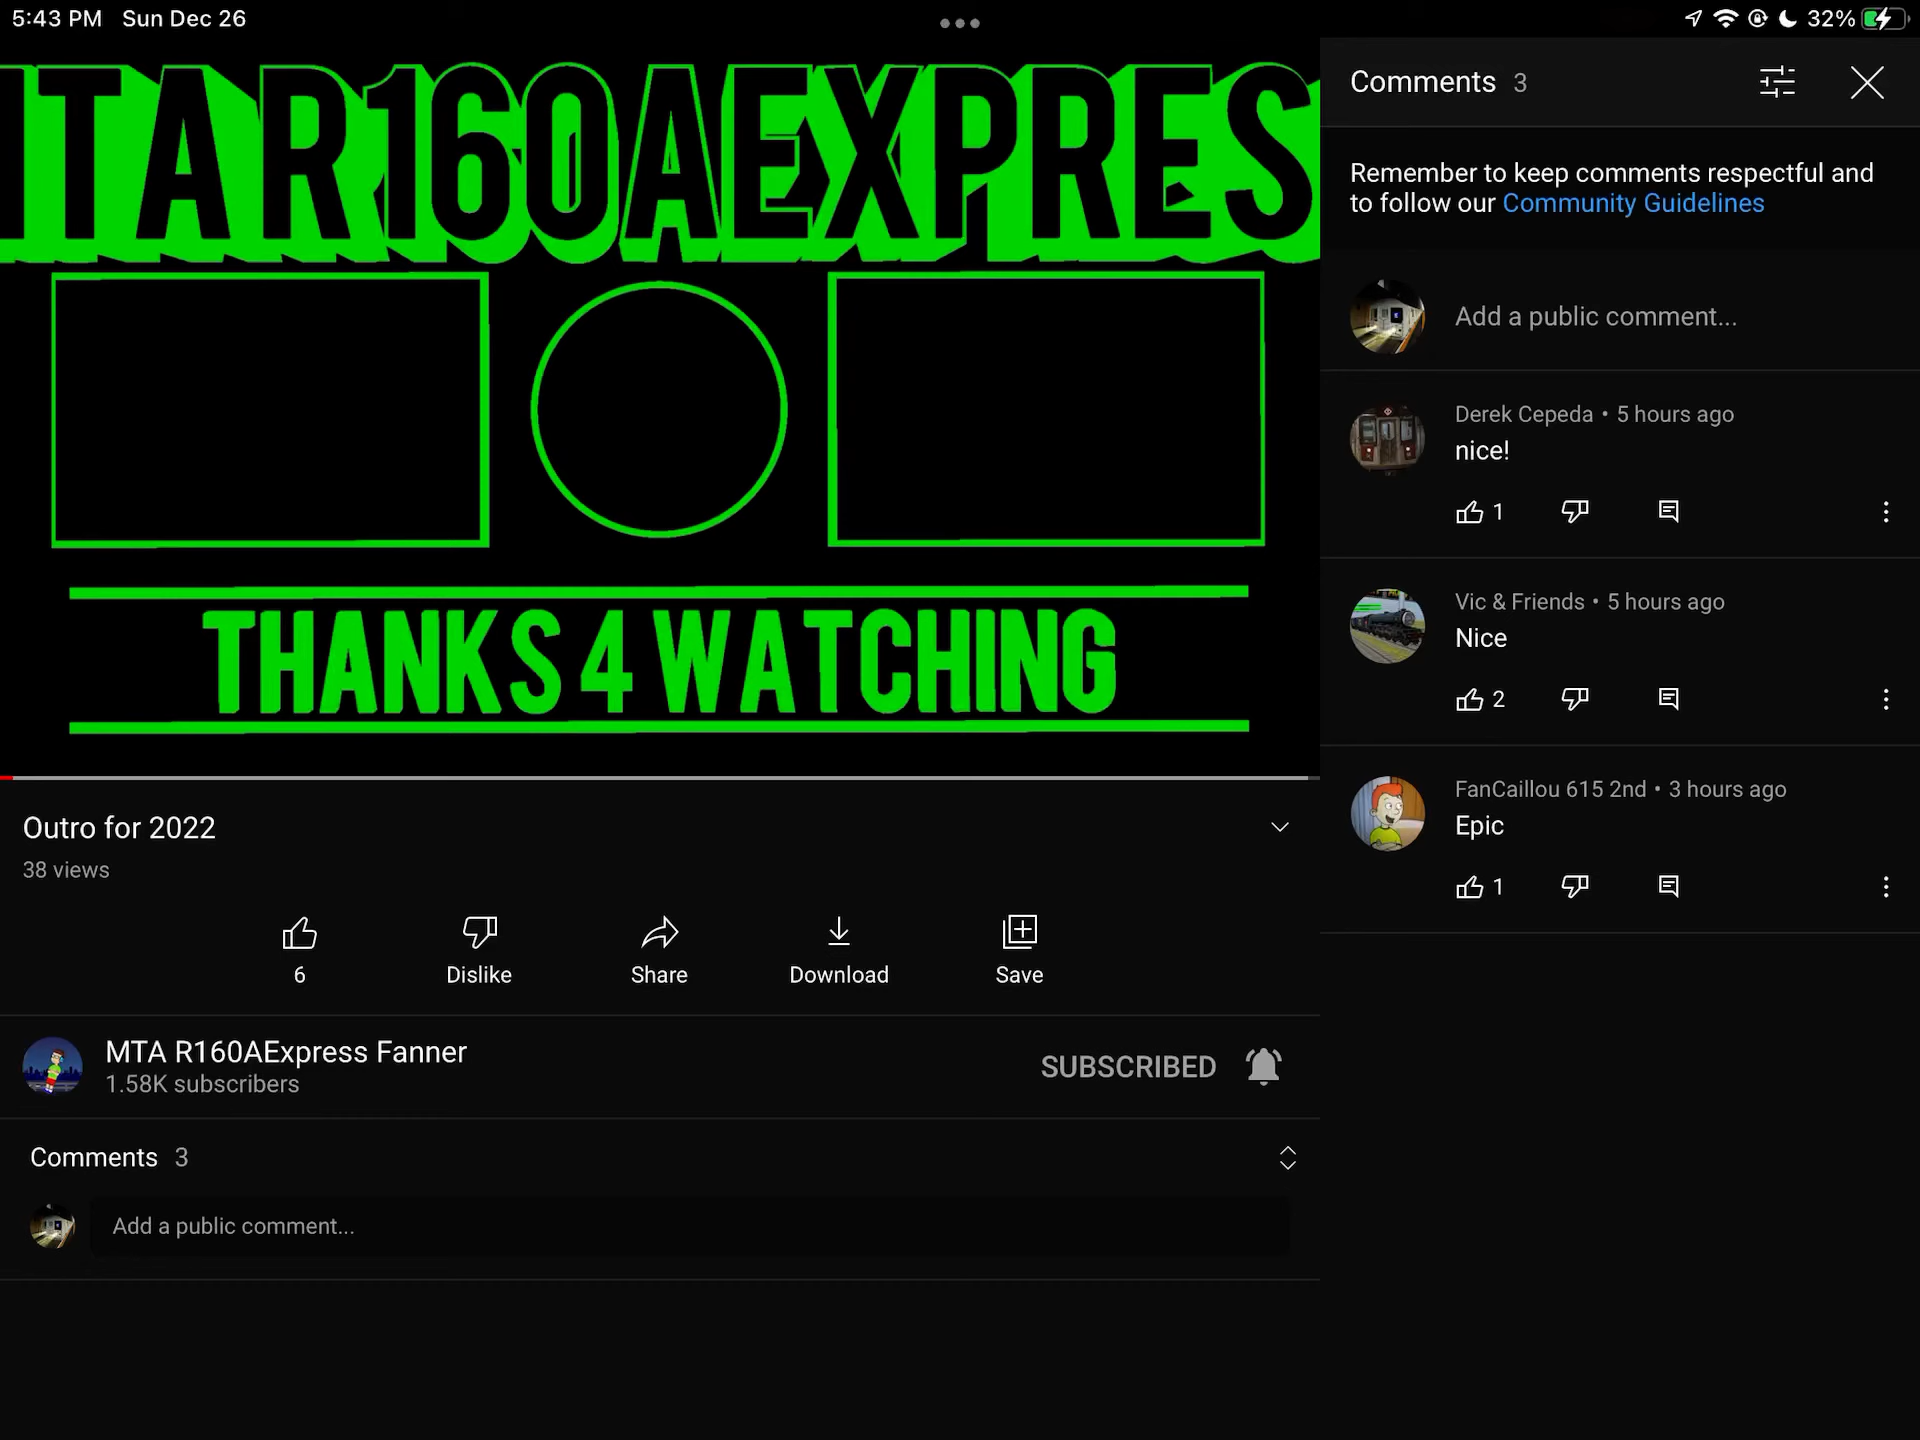 5:43 PM Sun Dec 26
32%
TAR160AEXPRES
THANKS 4 WATCHING
Outro for 2022
38 views
6
Dislike
Share
Download
Save
MTA R160AExpress Fanner
1.58K subscribers
SUBSCRIBED
Comments 3
Add a public comment...
Comments 3
Remember to keep comments respectful and
to follow our Community Guidelines
Add a public comment...
Derek Cepeda • 5 hours ago
nice!
1
Vic & Friends • 5 hours ago
Nice
2
FanCaillou 615 2nd • 3 hours ago
Epic
1